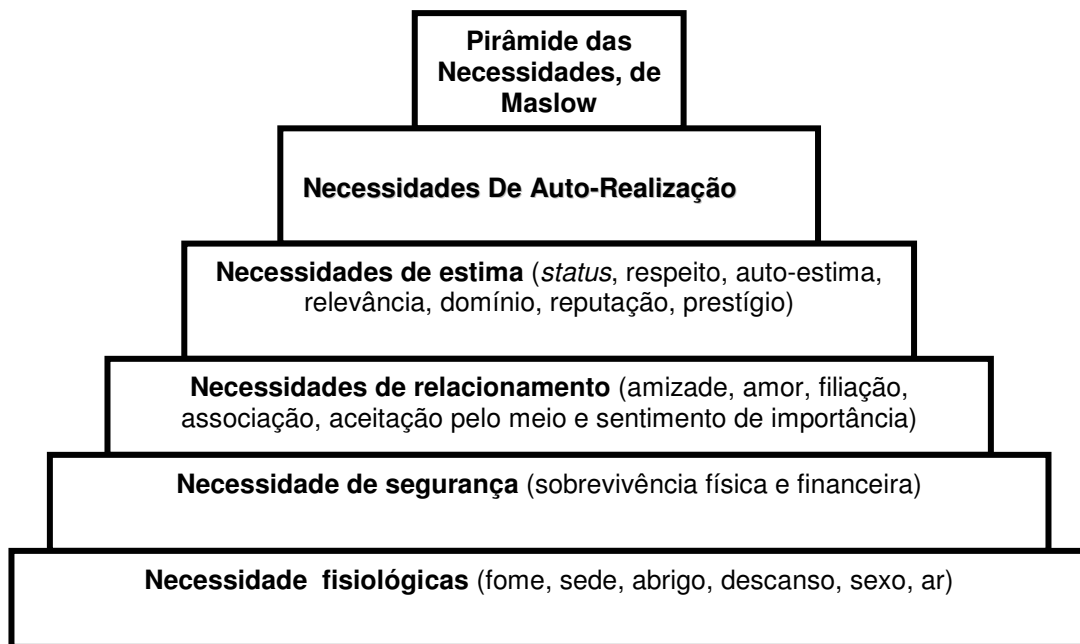 Pirâmide das
Necessidades, de
Maslow
Necessidades De Auto-Realização
Necessidades de estima (status, respeito, auto-estima,
relevância, domínio, reputação, prestígio)
Necessidades de relacionamento (amizade, amor, filiação,
associação, aceitação pelo meio e sentimento de importância)
Necessidade de segurança (sobrevivência física e financeira)
Necessidade fisiológicas (fome, sede, abrigo, descanso, sexo, ar)